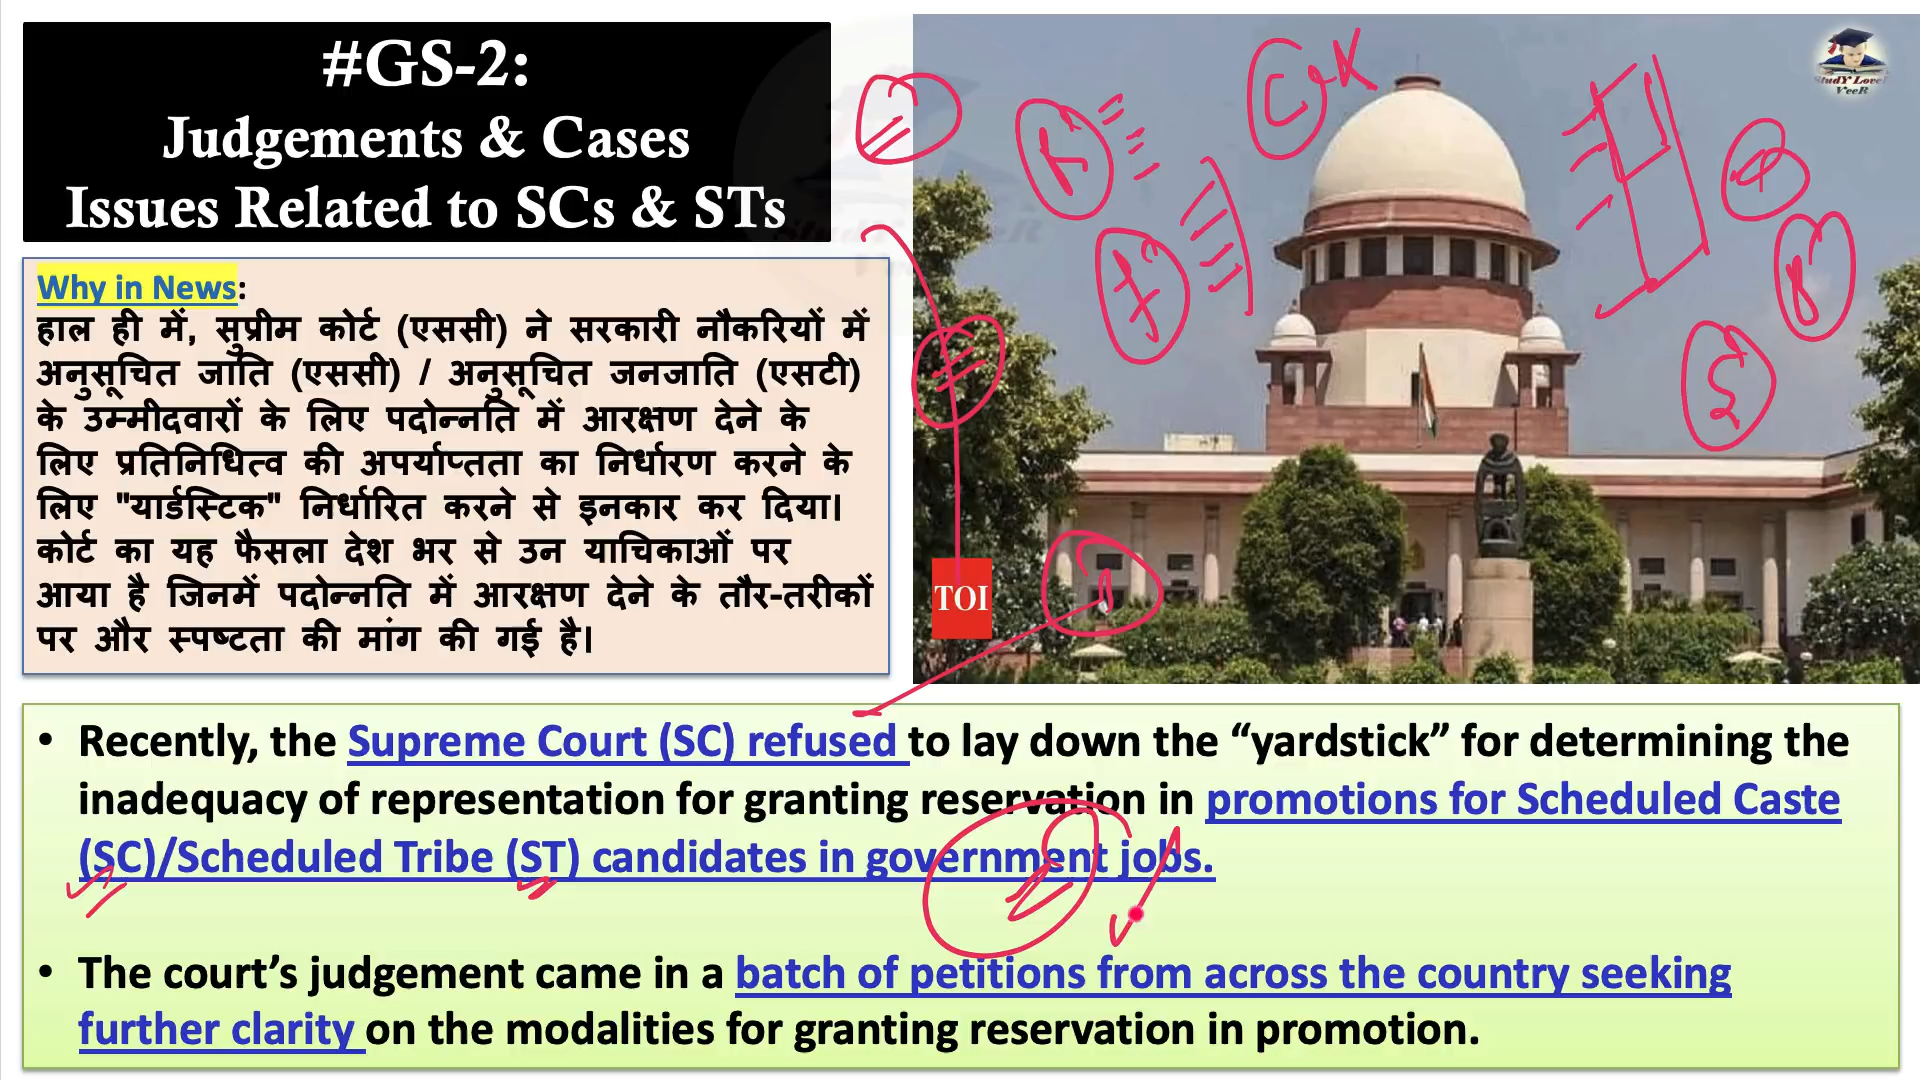 #GS-2:
Judgements & Cases
Issues Related to SCs & STs
Why in News:
हाल ही में, सुप्रीम कोर्ट (एससी) ने सरकारी नौकरियों में
अनुसूचित जाति (एससी) / अनुसूचित जनजाति (एसटी)
के उम्मीदवारों के लिए पदोन्नति में आरक्षण देने के
लिए प्रतिनिधित्व की अपर्याप्तता का निर्धारण करने के
लिए "यार्डस्टिक" निर्धारित करने से इनकार कर दिया।
कोर्ट का यह फैसला देश भर से उन याचिकाओं पर
आया है जिनमें पदोन्नति में आरक्षण देने के तौर-तरीकों
पर और स्पष्टता की मांग की गई है।
StudY LoveR
VeeR
TOI
• Recently, the Supreme Court (SC) refused to lay down the “yardstick” for determining the
inadequacy of representation for granting reservation in promotions for Scheduled Caste
(SC)/Scheduled Tribe (ST) candidates in government jobs.
• The court’s judgement came in a batch of petitions from across the country seeking
further clarity on the modalities for granting reservation in promotion.